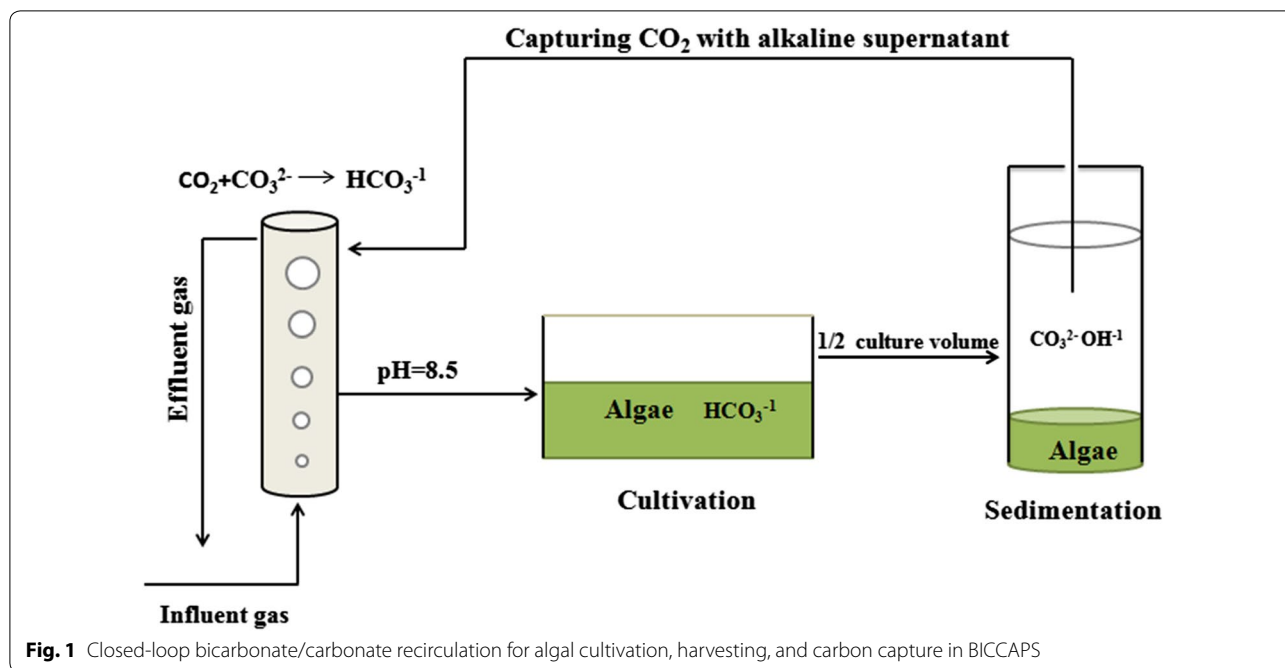 Capturing CO₂ with alkaline supernatant
CO₂+CO₃²⁻ → HCO₃⁻¹
Effluent gas
pH=8.5
1/2 culture volume
CO₃²⁻OH⁻¹
Algae HCO₃⁻¹
Algae
Cultivation
Sedimentation
Influent gas
Fig. 1 Closed-loop bicarbonate/carbonate recirculation for algal cultivation, harvesting, and carbon capture in BICCAPS